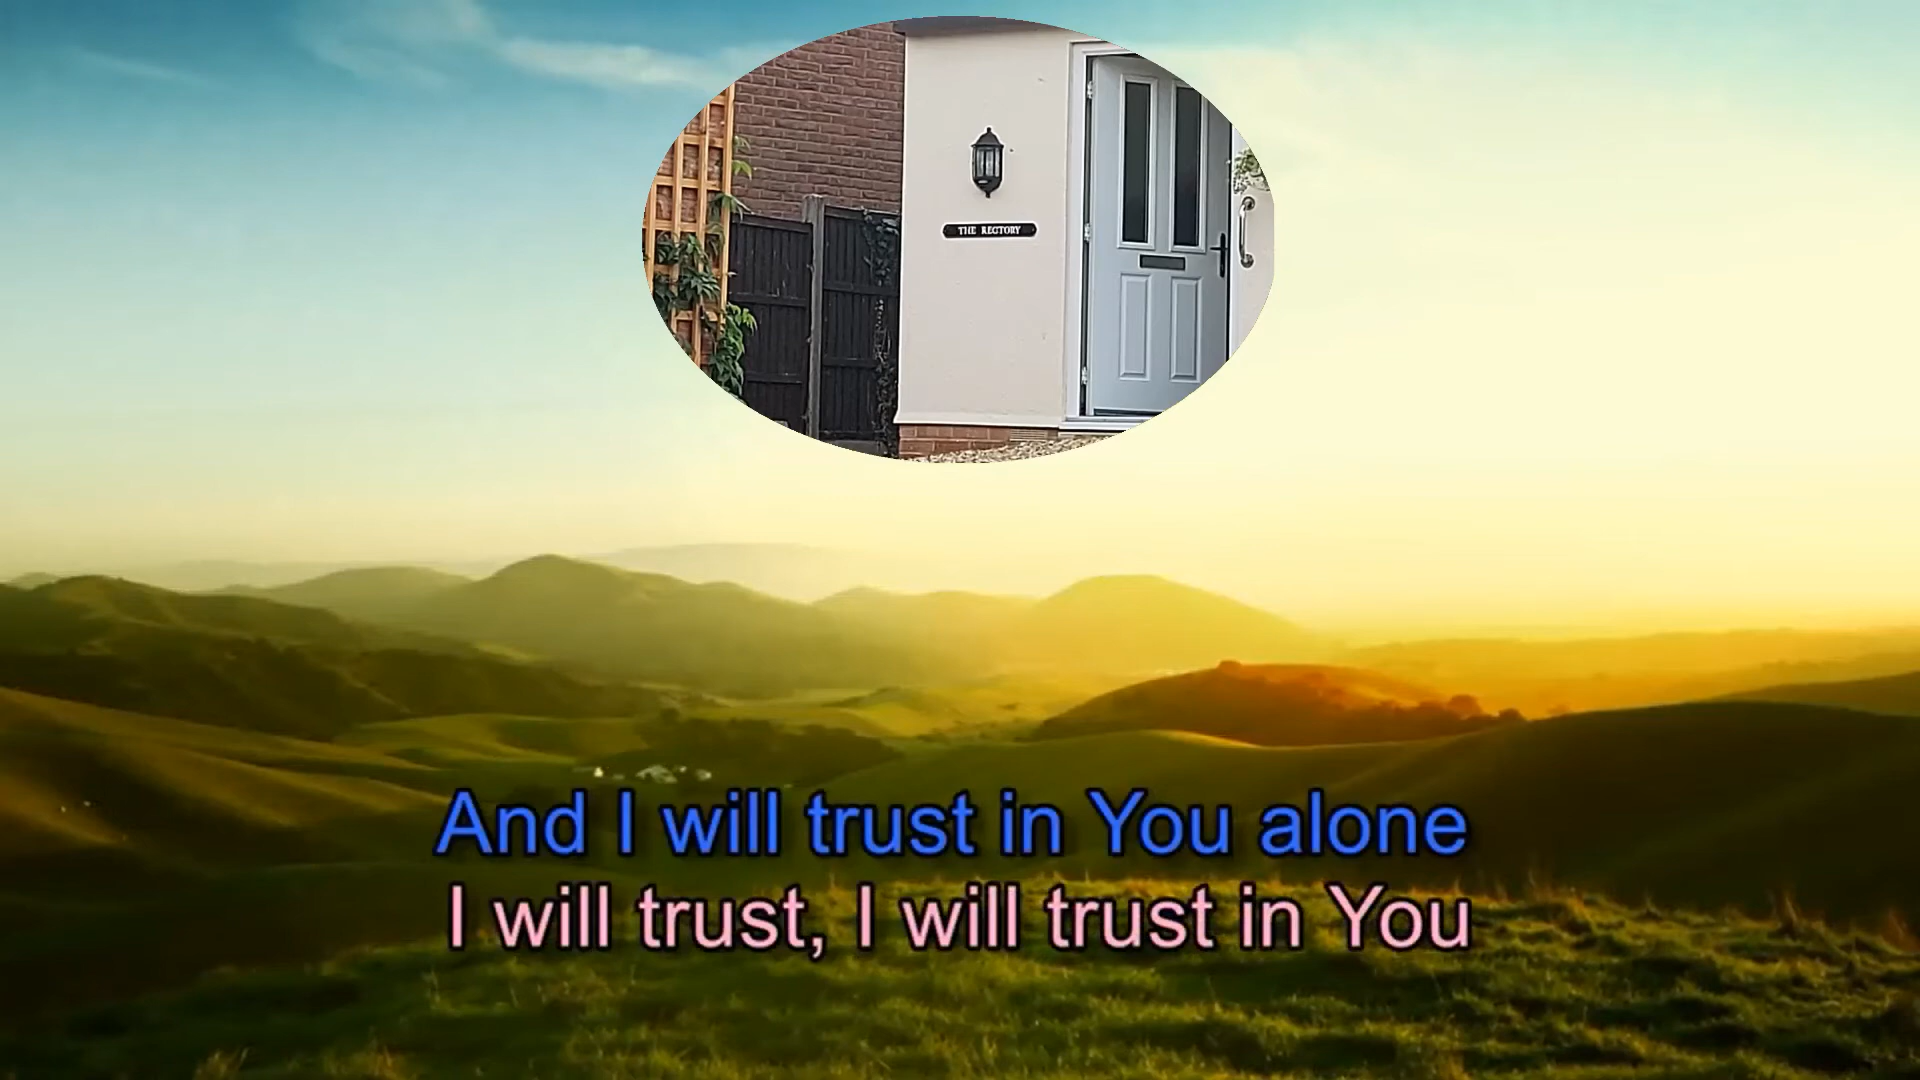 THE RECTORY
And I will trust in You alone
I will trust, I will trust in You